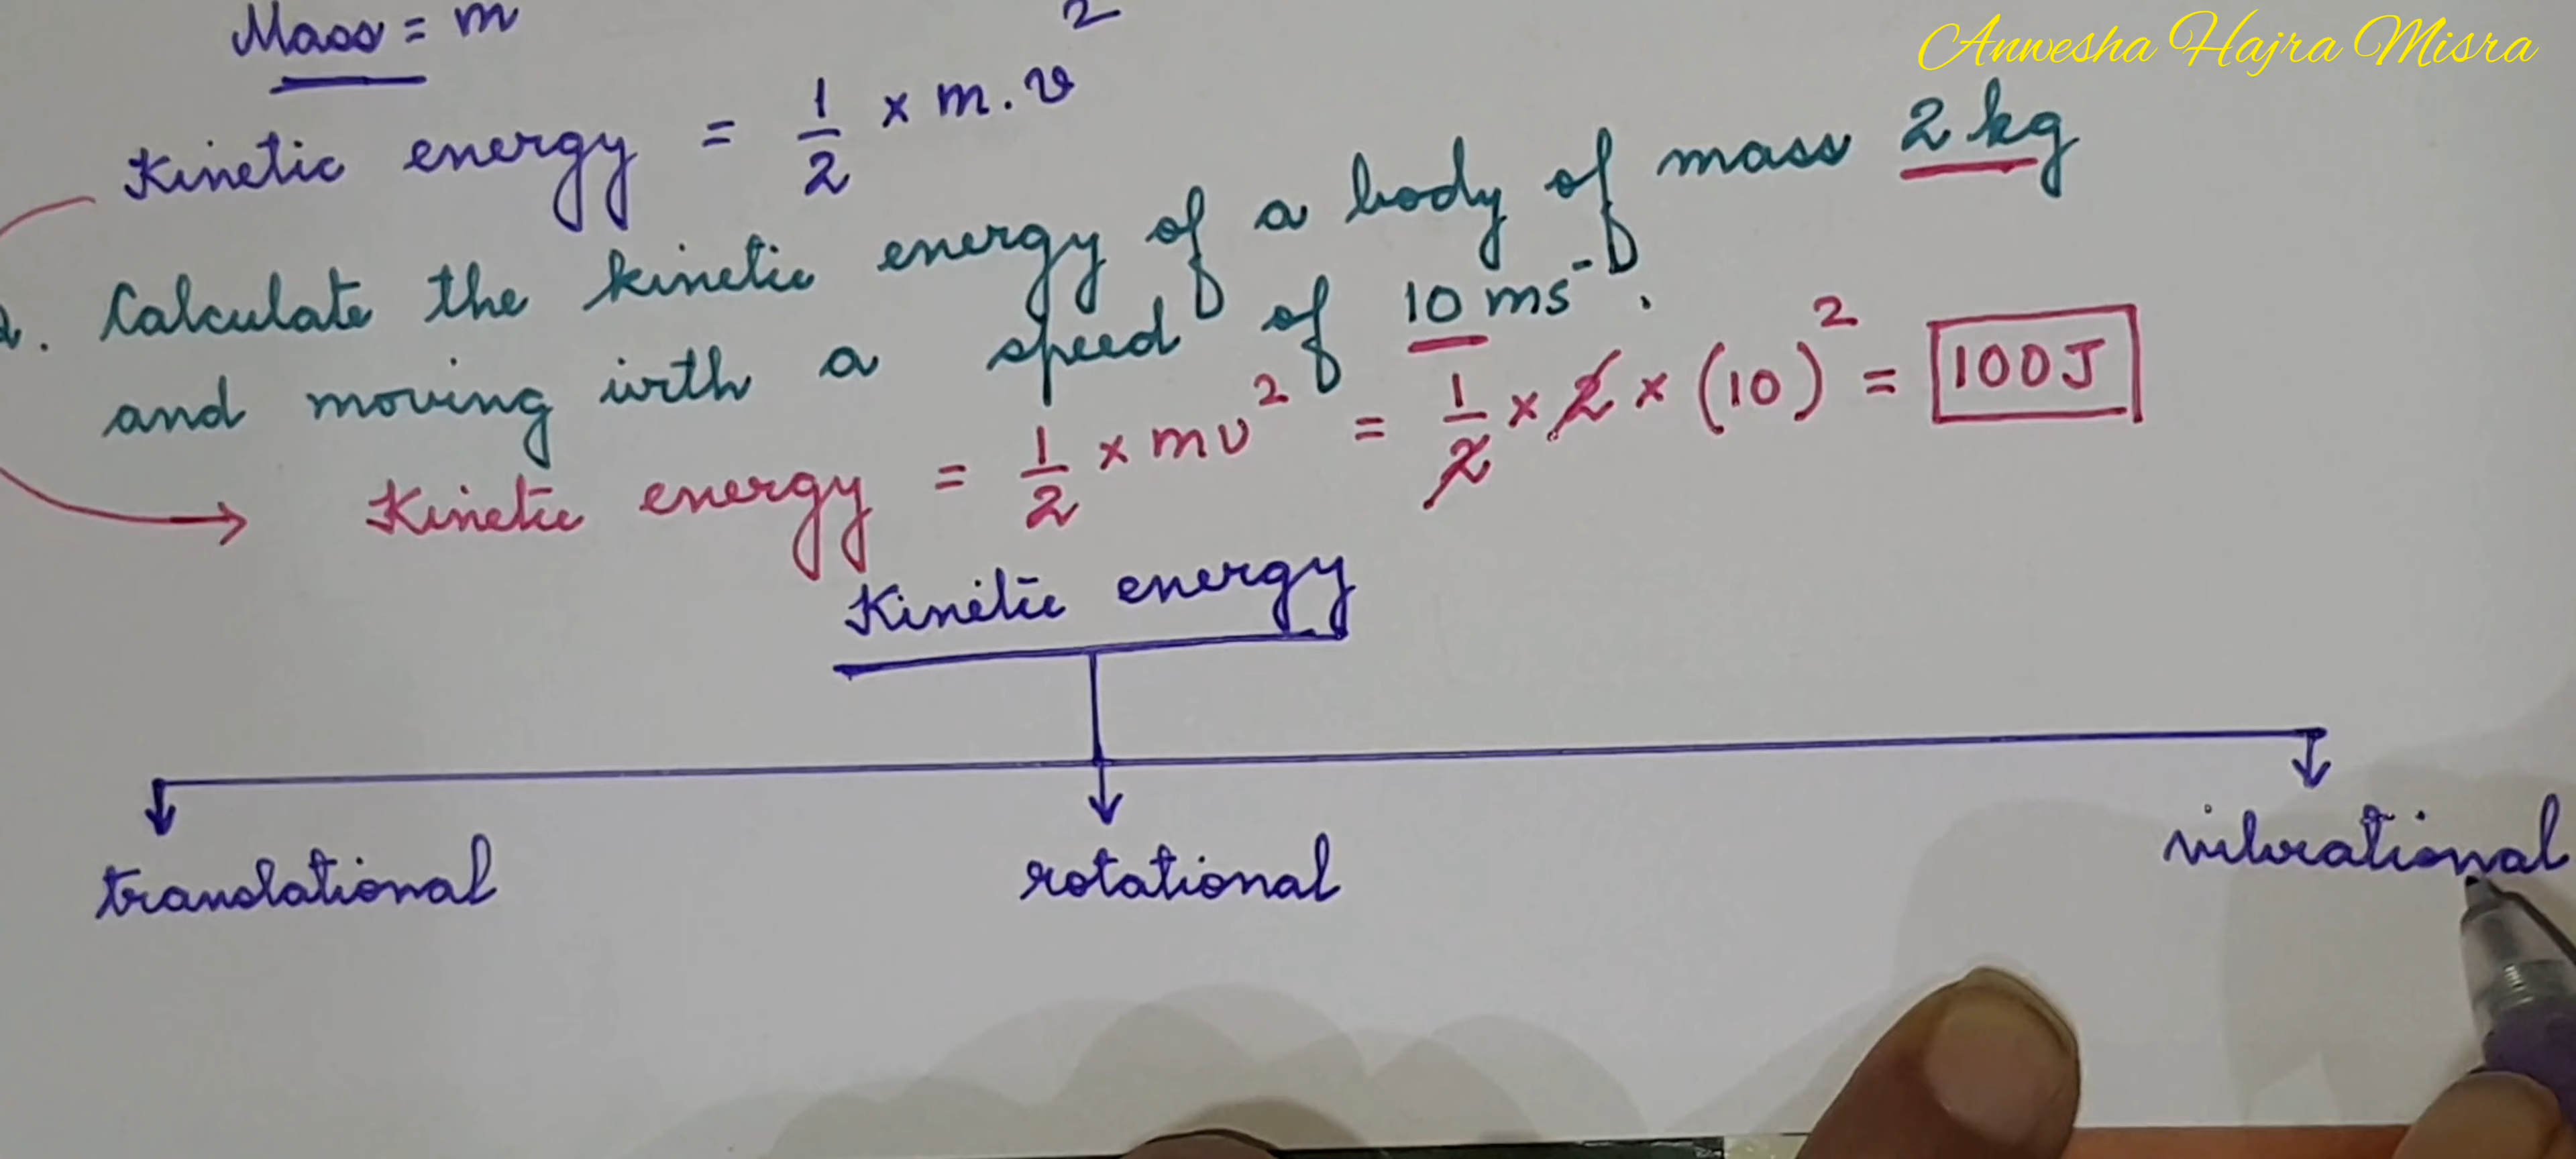 Anwesha Hajra Misra
Mass = m
Kinetic energy = 1/2 × m.v²
Calculate the kinetic energy of a body of mass 2 kg
and moving with a speed of 10 ms⁻¹.
Kinetic energy = 1/2 × mv² = 1/2 × 2 × (10)² = 100J
Kinetic energy
translational rotational vibrational